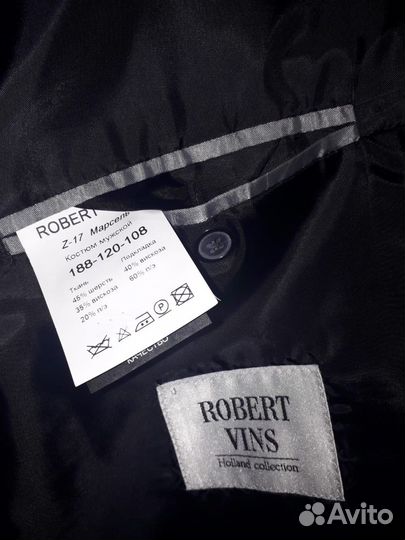 ROBERT
Z-17 Марсель
Костюм мужской
188-120-108
Ткань
45% шерсть
35% вискоза
20% п/э
Подкладка
40% вискоза
60% п/э
P
КАЧЕСТВО
ROBERT
VINS
Holland collection
Avito